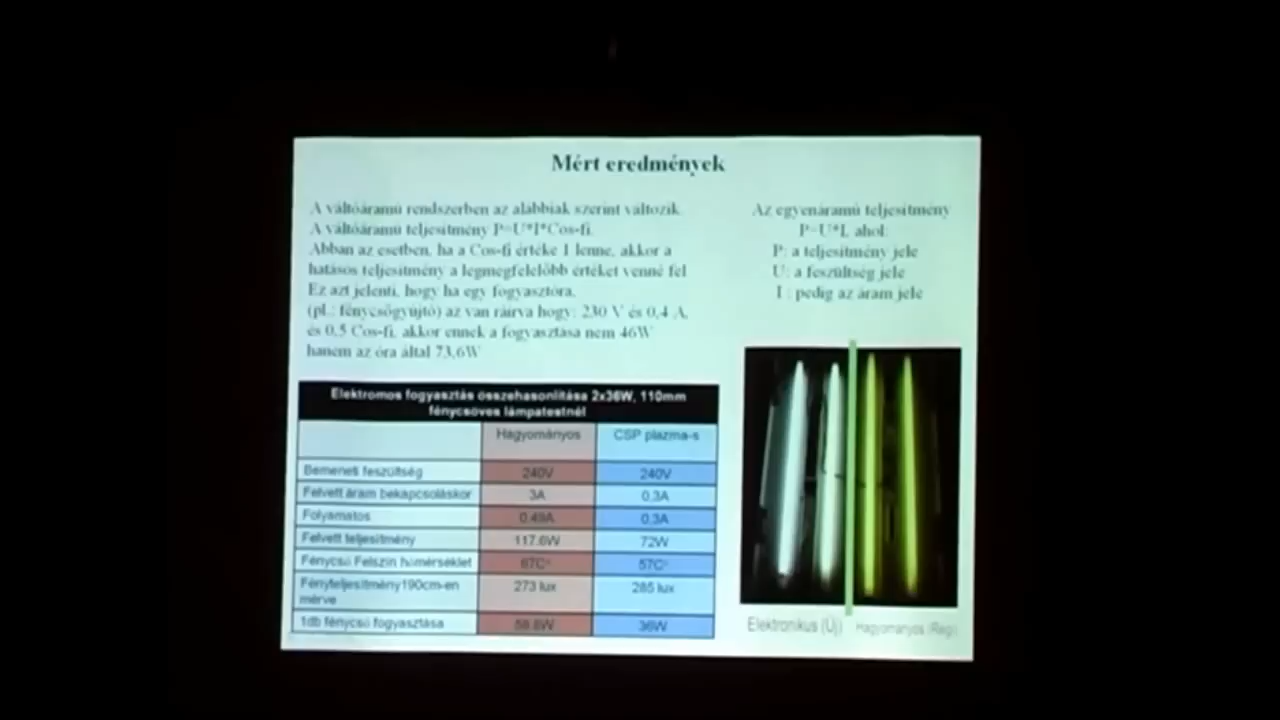 Mért eredmények
A váltóáramú rendszerben az alábbiak szerint változik.
A váltóáramú teljesítmény P=U*I*Cos-fi.
Abban az esetben, ha a Cos-fi értéke 1 lenne, akkor a
hatásos teljesítmény a legmegfelelőbb értéket venné fel
Ez azt jelenti, hogy ha egy fogyasztóra,
(pl.: fénycsőgyújtó) az van ráírva hogy: 230 V és 0,4 A,
és 0,5 Cos-fi, akkor ennek a fogyasztása nem 46W
hanem az óra által 73,6W
Az egyenáramú teljesítmény
P=U*I, ahol:
P: a teljesítmény jele
U: a feszültség jele
I : pedig az áram jele
Elektromos fogyasztás összehasonlítása 2x36W, 110mm
fénycsöves lámpatestnél
Hagyományos CSP plazma-s
Bemeneti feszültség 240V 240V
Felvett áram bekapcsoláskor 3A 0,3A
Folyamatos 0.49A 0.3A
Felvett teljesítmény 117.6W 72W
Fénycső Felszín hőmérséklet 67C° 57C°
Fényteljesítmény190cm-en
mérve 273 lux 285 lux
1db fénycső fogyasztása 58.8W 36W
Elektronikus (Új) Hagyományos (Régi)